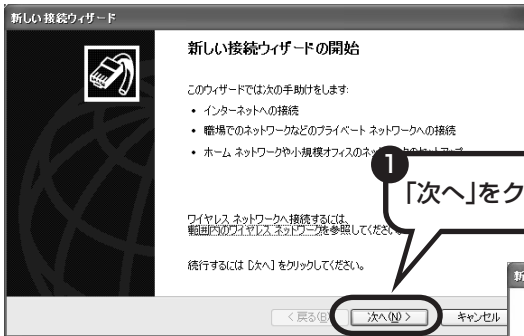 新しい接続ウィザード
新しい接続ウィザードの開始
このウィザードでは次の手助けをします:
• インターネットへの接続
• 職場でのネットワークなどのプライベート ネットワークへの接続
• ホーム ネットワークや小規模オフィスのネ
❶
「次へ」をク
ワイヤレス ネットワークへ接続するには、
範囲内のワイヤレス ネットワークを参照してくださ
続行するには [次へ] をクリックしてください。
新
< 戻る(B) 次へ(N) > キャンセル